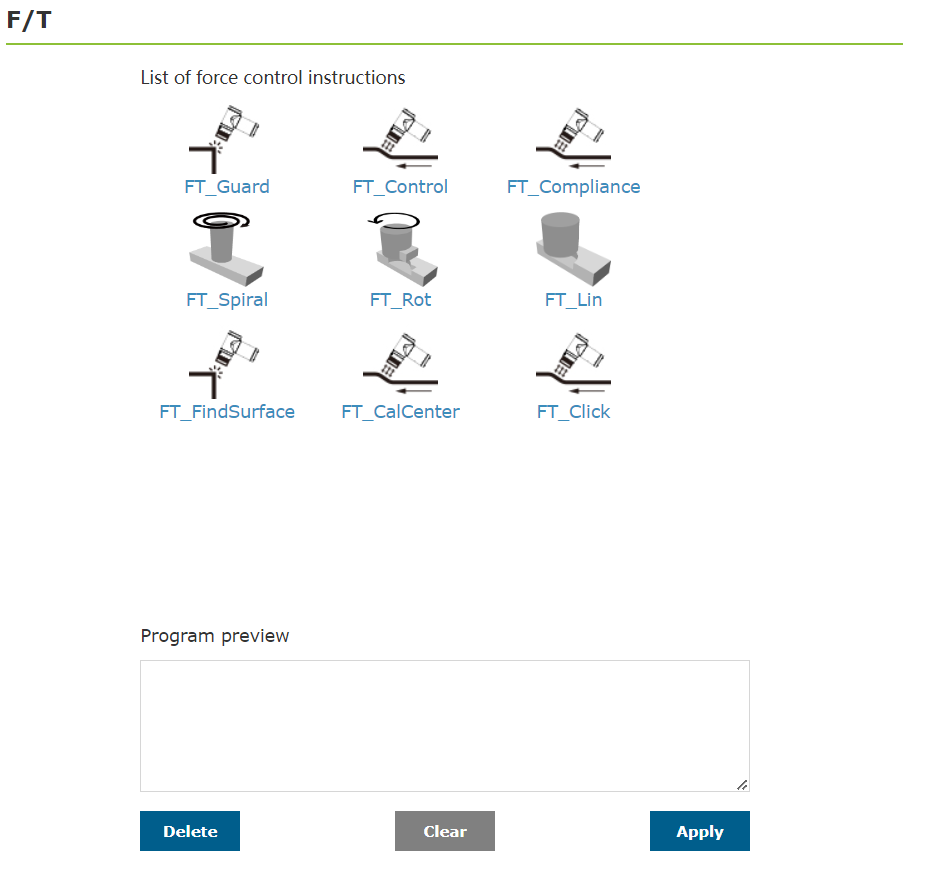 F/T
List of force control instructions
FT_Guard
FT_Control
FT_Compliance
FT_Spiral
FT_Rot
FT_Lin
FT_FindSurface
FT_CalCenter
FT_Click
Program preview
Delete
Clear
Apply